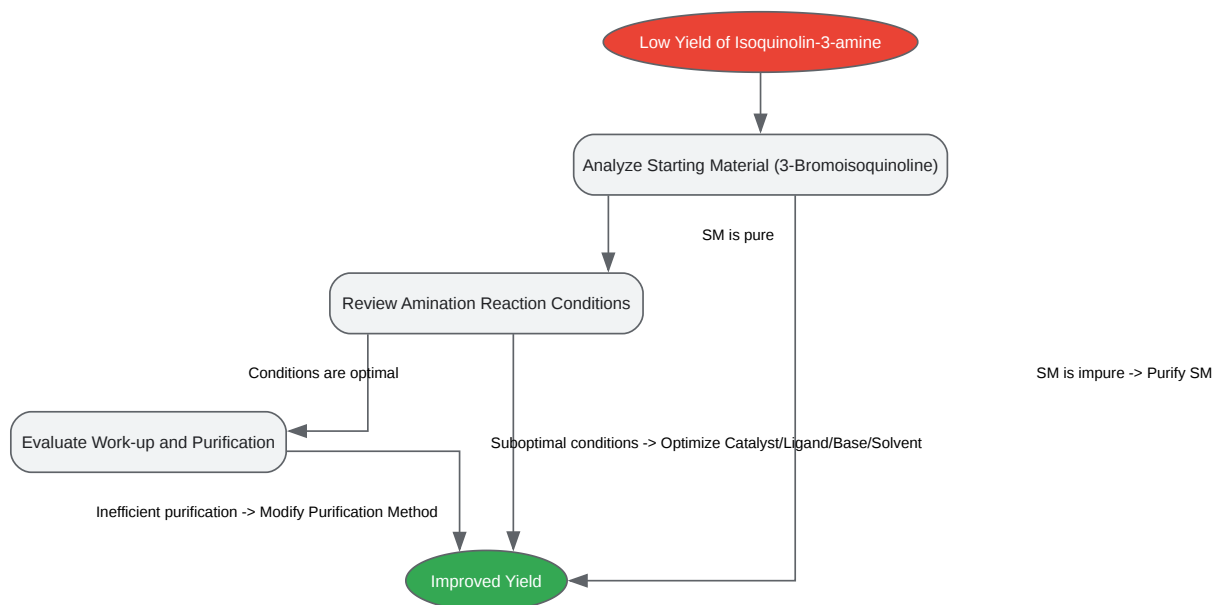 Low Yield of Isoquinolin-3-amine
Analyze Starting Material (3-Bromoisoquinoline)
SM is pure
Review Amination Reaction Conditions
Conditions are optimal
SM is impure -> Purify SM
Evaluate Work-up and Purification
Suboptimal conditions -> Optimize Catalyst/Ligand/Base/Solvent
Inefficient purification -> Modify Purification Method
Improved Yield